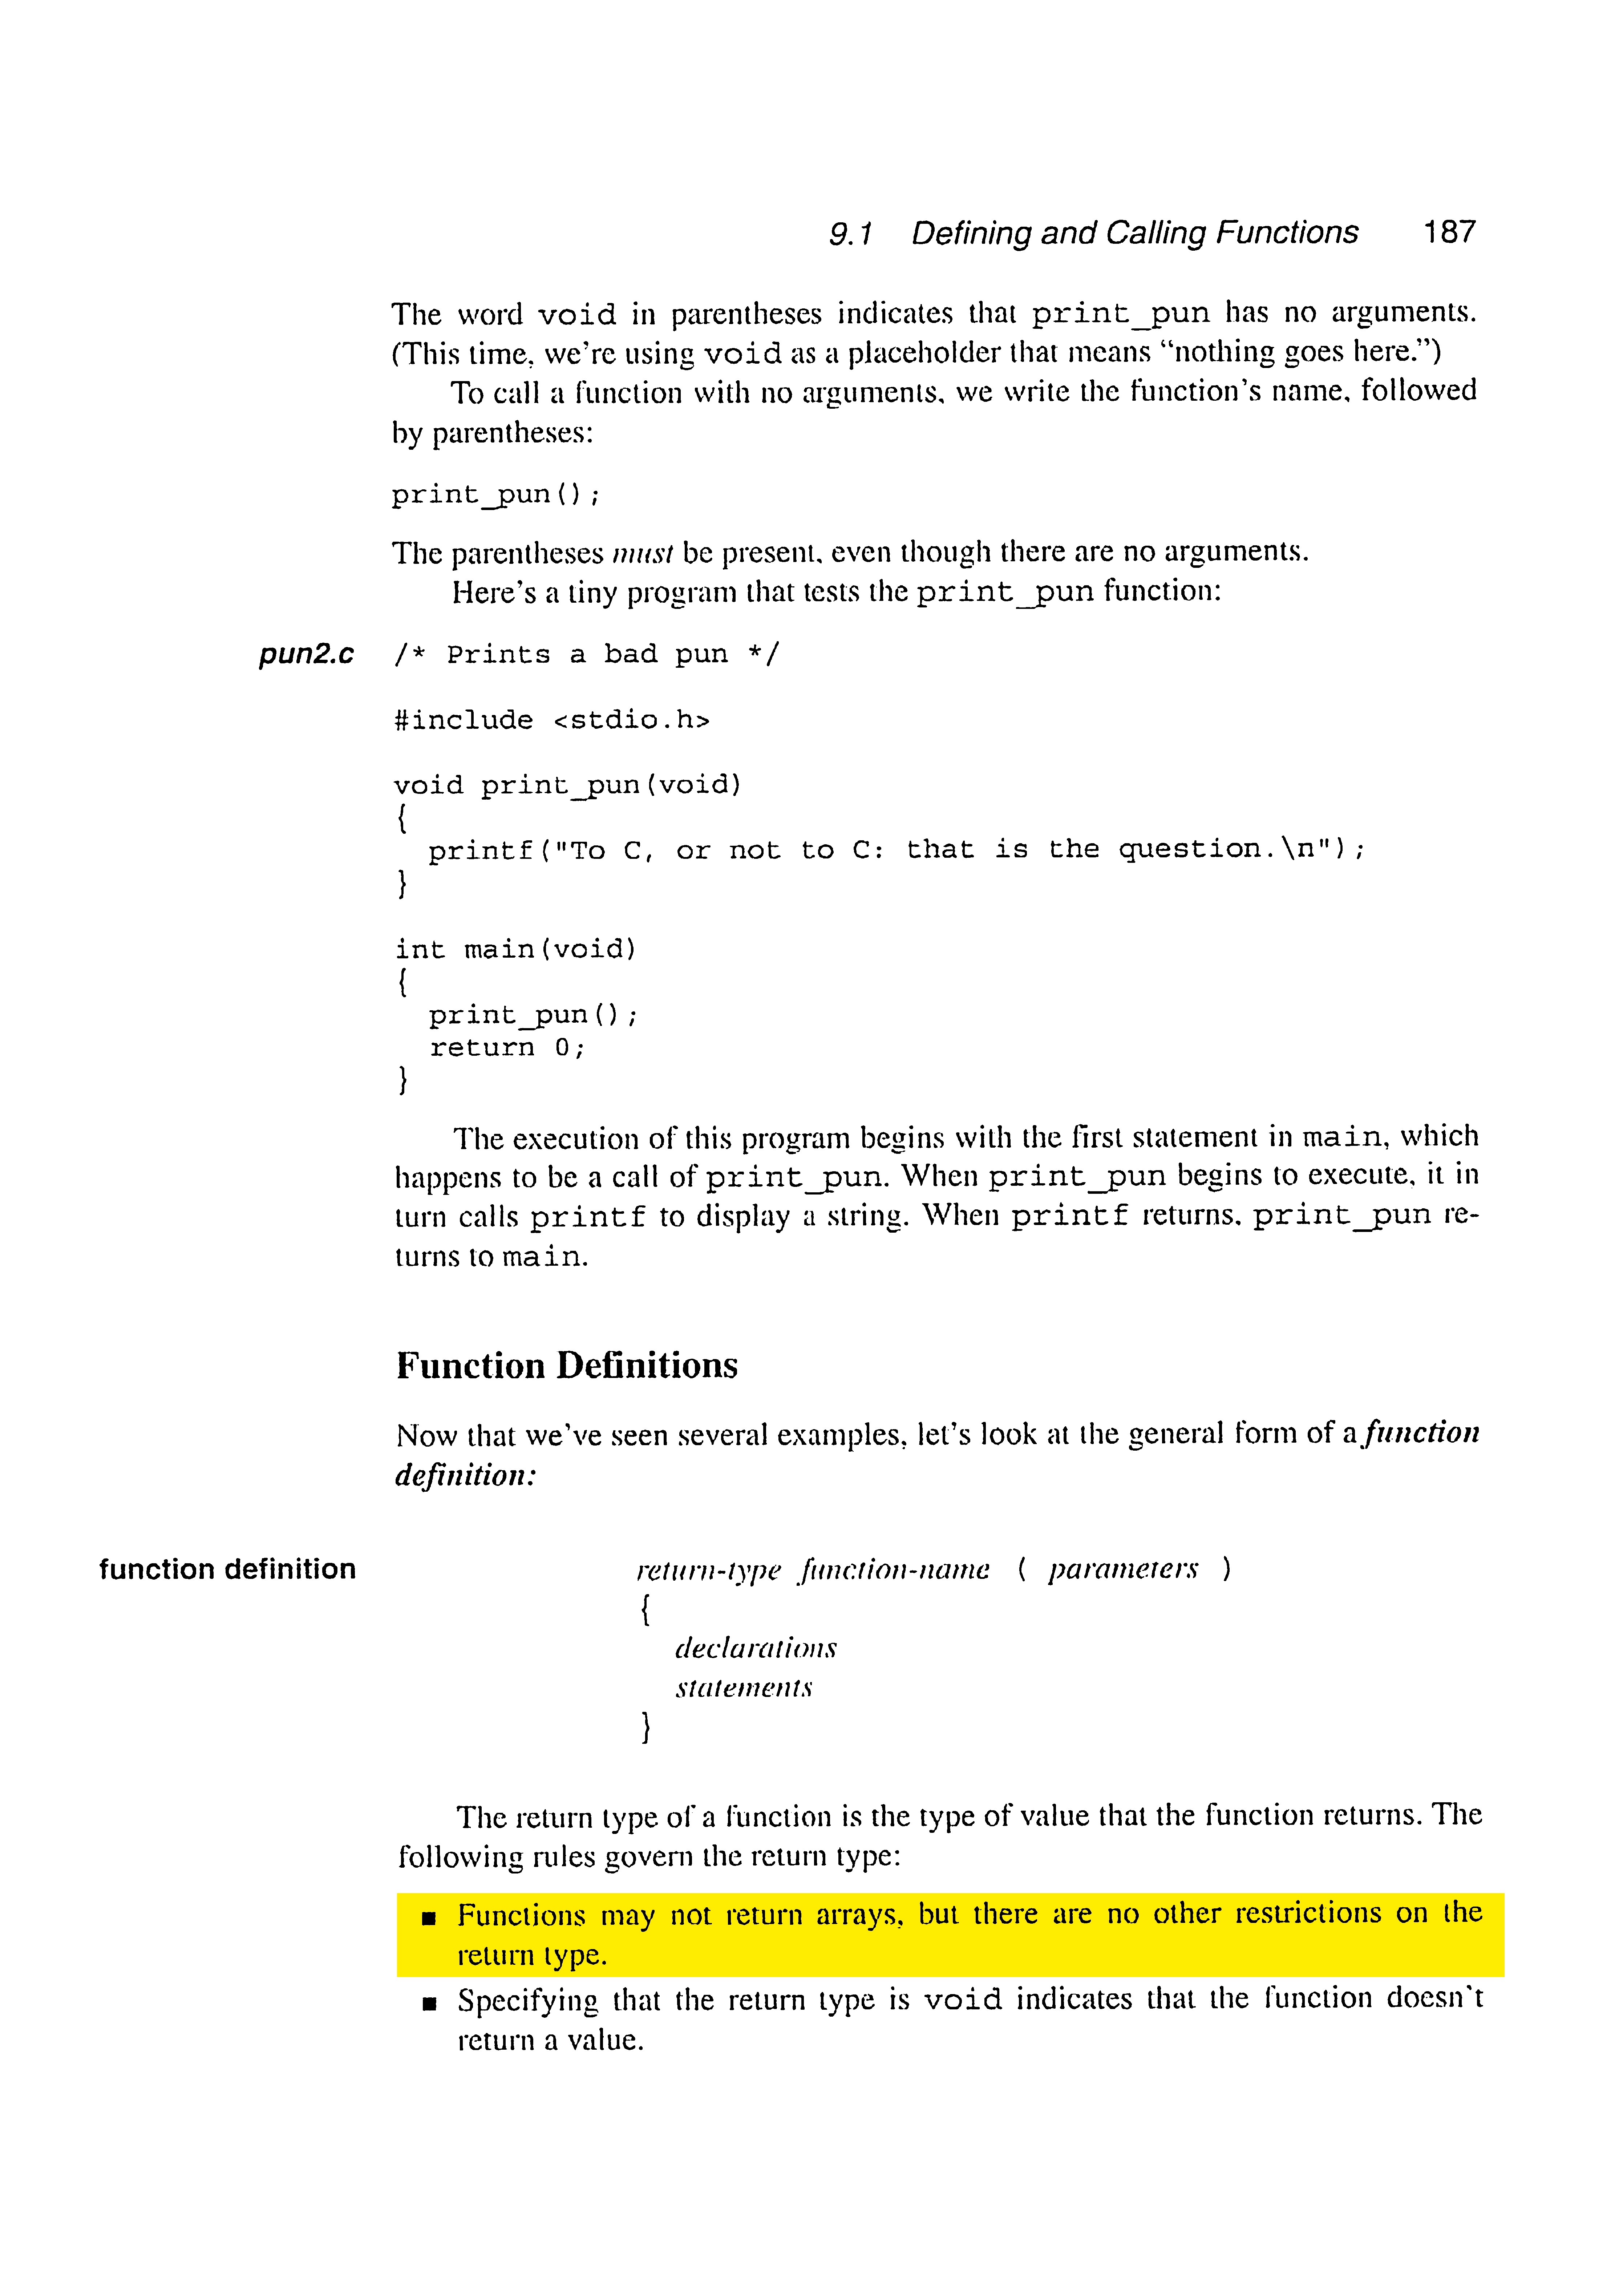 9.1 Defining and Calling Functions 187
The word void in parentheses indicates that print_pun has no arguments.
(This time, we're using void as a placeholder that means “nothing goes here.”)
To call a function with no arguments, we write the function's name, followed
by parentheses:
print_pun();
The parentheses must be present, even though there are no arguments.
Here's a tiny program that tests the print_pun function:
pun2.c /* Prints a bad pun */
#include <stdio.h>
void print_pun(void)
{
printf("To C, or not to C: that is the question.\n");
}
int main(void)
{
print_pun();
return 0;
}
The execution of this program begins with the first statement in main, which
happens to be a call of print_pun. When print_pun begins to execute, it in
turn calls printf to display a string. When printf returns, print_pun re-
turns to main.
Function Definitions
Now that we've seen several examples, let's look at the general form of a function
definition:
function definition return-type function-name ( parameters )
{
declarations
statements
}
The return type of a function is the type of value that the function returns. The
following rules govern the return type:
■ Functions may not return arrays, but there are no other restrictions on the
return type.
■ Specifying that the return type is void indicates that the function doesn't
return a value.